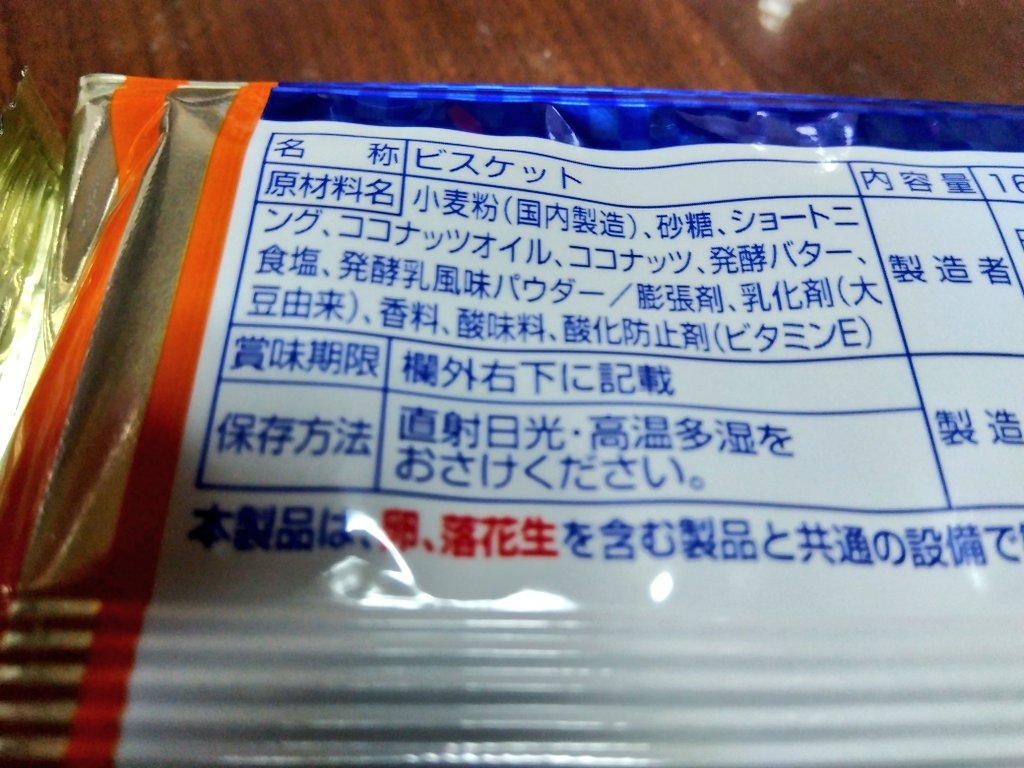 名称 ビスケット 内容量 16
原材料名 小麦粉(国内製造)、砂糖、ショートニ
ング、ココナッツオイル、ココナッツ、発酵バター、
食塩、発酵乳風味パウダー/膨張剤、乳化剤(大
豆由来)、香料、酸味料、酸化防止剤(ビタミンE)
製造者
賞味期限 欄外右下に記載
保存方法 直射日光・高温多湿を
おさけください。
製造
本製品は、卵、落花生を含む製品と共通の設備で